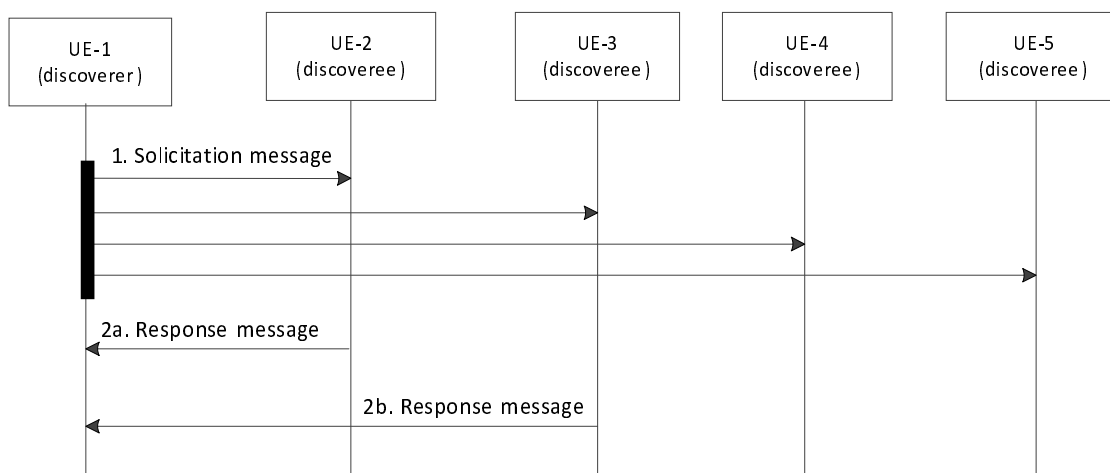 UE-1
(discoverer)
UE-2
(discoveree)
UE-3
(discoveree)
UE-4
(discoveree)
UE-5
(discoveree)
1. Solicitation message
2a. Response message
2b. Response message